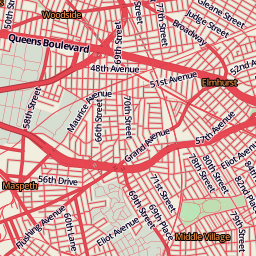 50th Street
Woodside
69th Street
77th Street
Gleane Street
Judge Street
Broadway
Queens Boulevard
48th Avenue
51st Avenue
52nd Avenue
Elmhurst
58th Street
Maurice Avenue
66th Street
70th Street
Grand Avenue
57th Avenue
Maspeth
56th Drive
71st Street
78th Street
80th Street
Eliot Avenue
82nd Place
Flushing Avenue
60th Lane
Eliot Avenue
69th Street
69th Place
Middle Village
79th Street